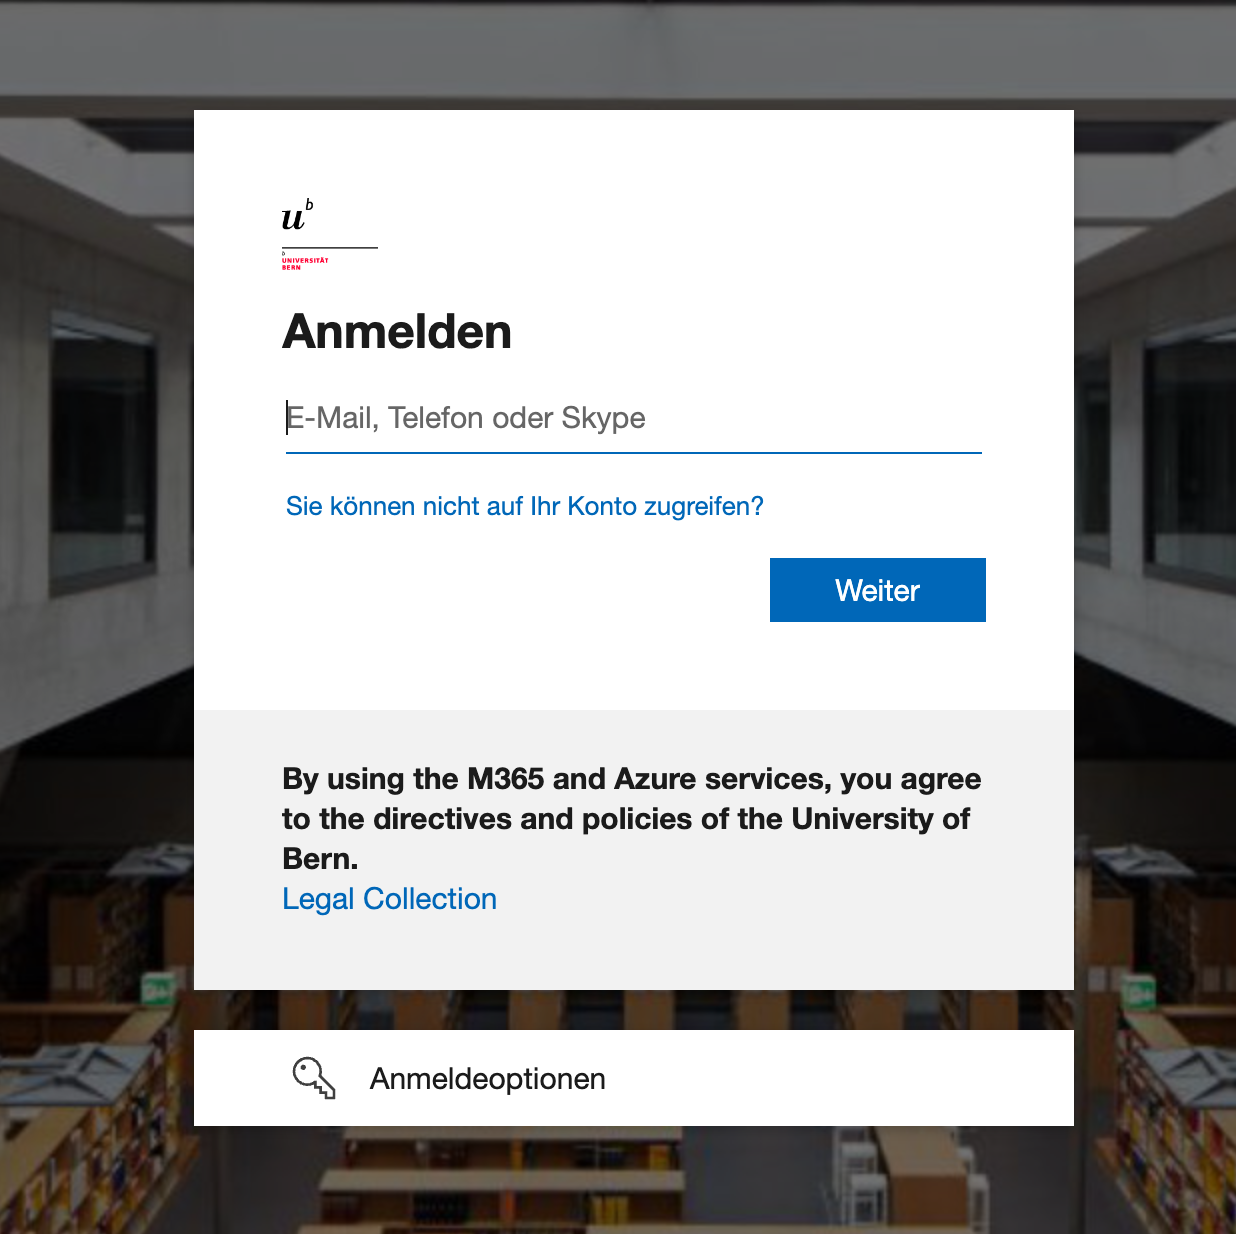 u^b
b
UNIVERSITÄT
BERN
Anmelden
E-Mail, Telefon oder Skype
Sie können nicht auf Ihr Konto zugreifen?
Weiter
By using the M365 and Azure services, you agree
to the directives and policies of the University of
Bern.
Legal Collection
Anmeldeoptionen